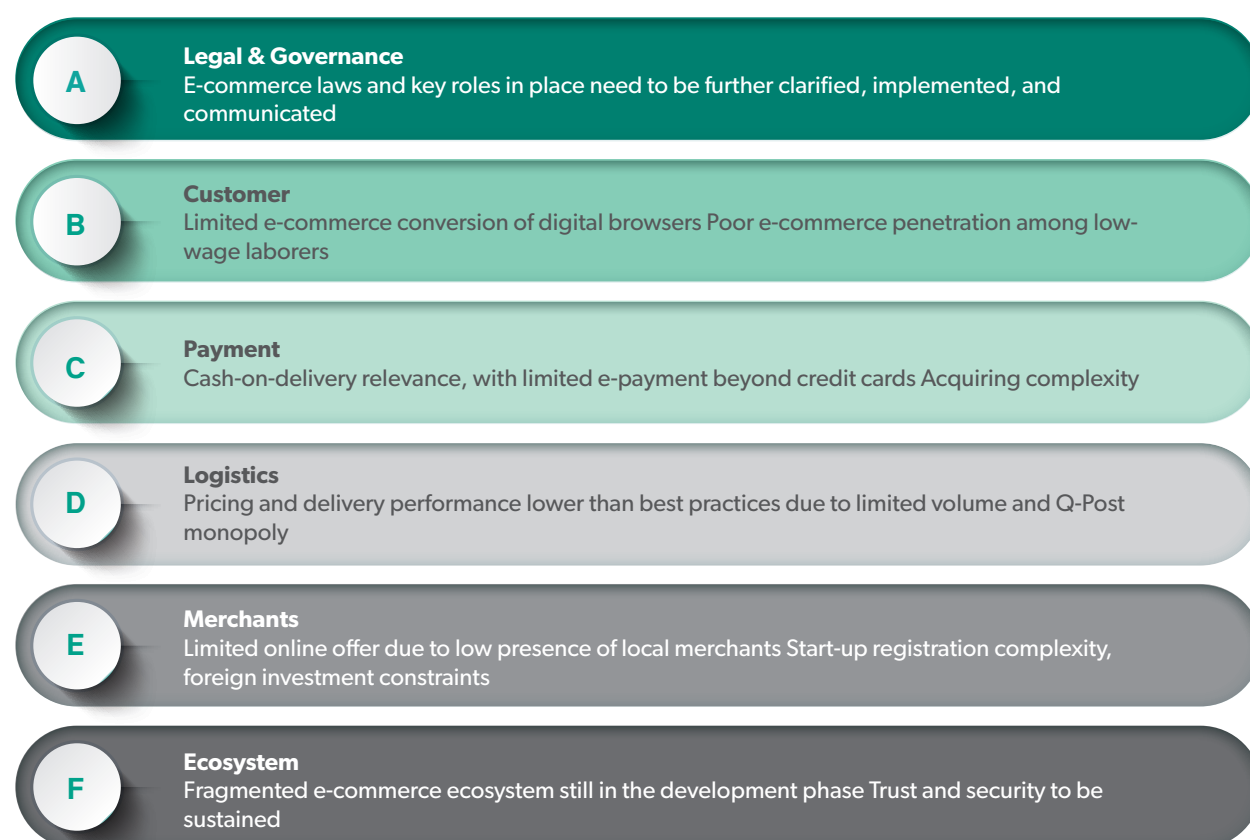 A
Legal & Governance
E-commerce laws and key roles in place need to be further clarified, implemented, and
communicated
B
Customer
Limited e-commerce conversion of digital browsers Poor e-commerce penetration among low-
wage laborers
C
Payment
Cash-on-delivery relevance, with limited e-payment beyond credit cards Acquiring complexity
D
Logistics
Pricing and delivery performance lower than best practices due to limited volume and Q-Post
monopoly
E
Merchants
Limited online offer due to low presence of local merchants Start-up registration complexity,
foreign investment constraints
F
Ecosystem
Fragmented e-commerce ecosystem still in the development phase Trust and security to be
sustained